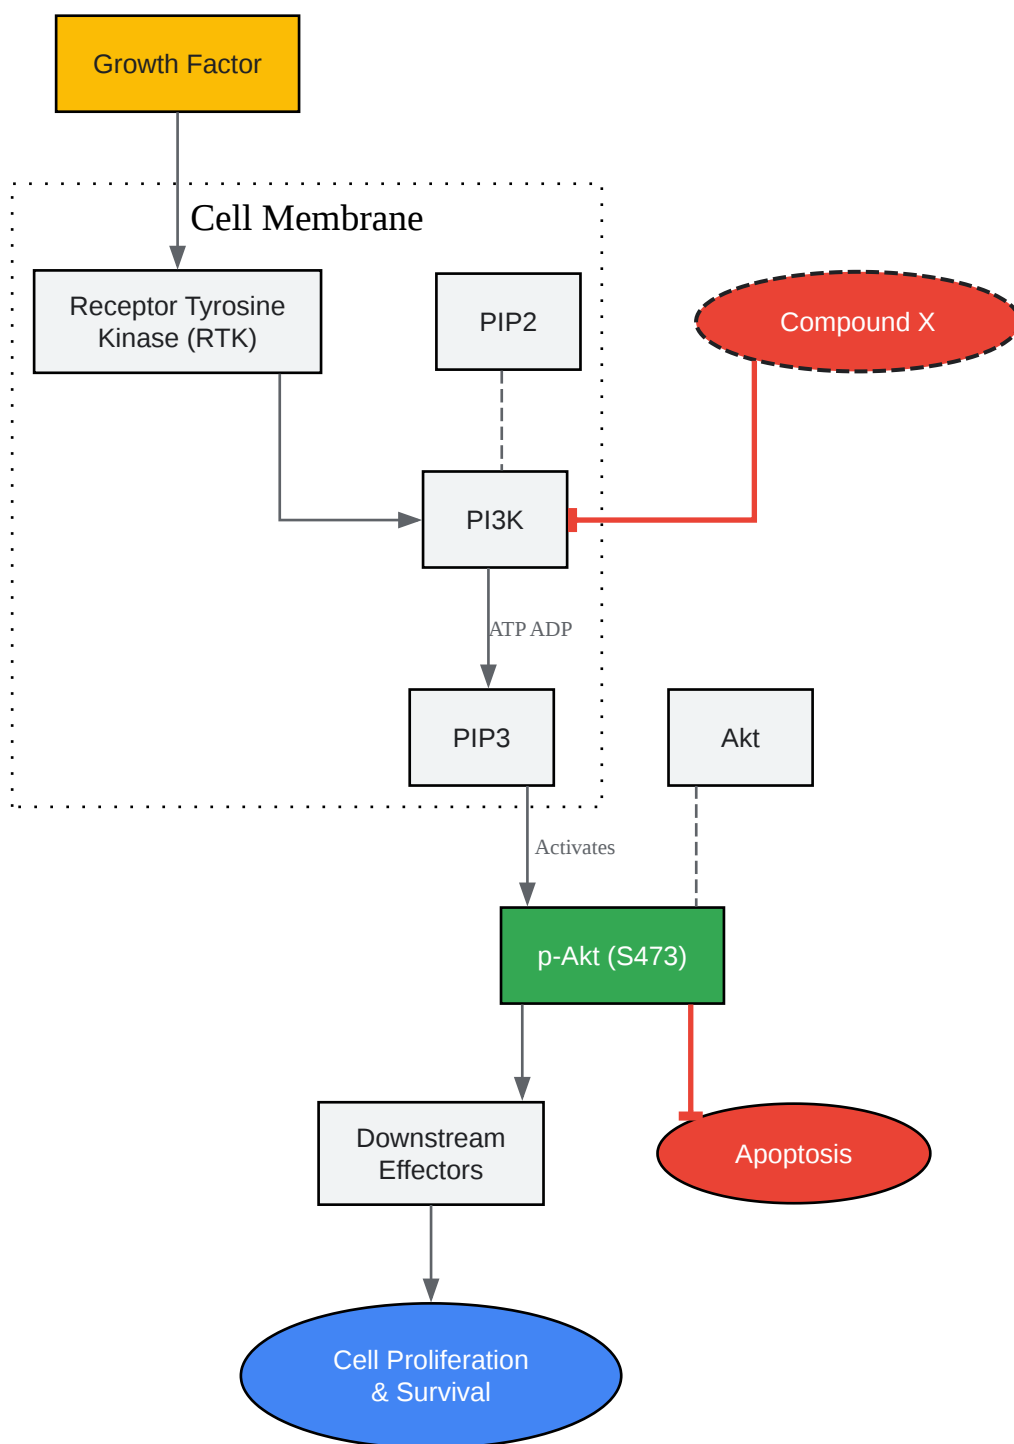 Growth Factor
Cell Membrane
Receptor Tyrosine
Kinase (RTK)
PIP2
Compound X
PI3K
ATP ADP
PIP3
Akt
Activates
p-Akt (S473)
Downstream
Effectors
Apoptosis
Cell Proliferation
& Survival